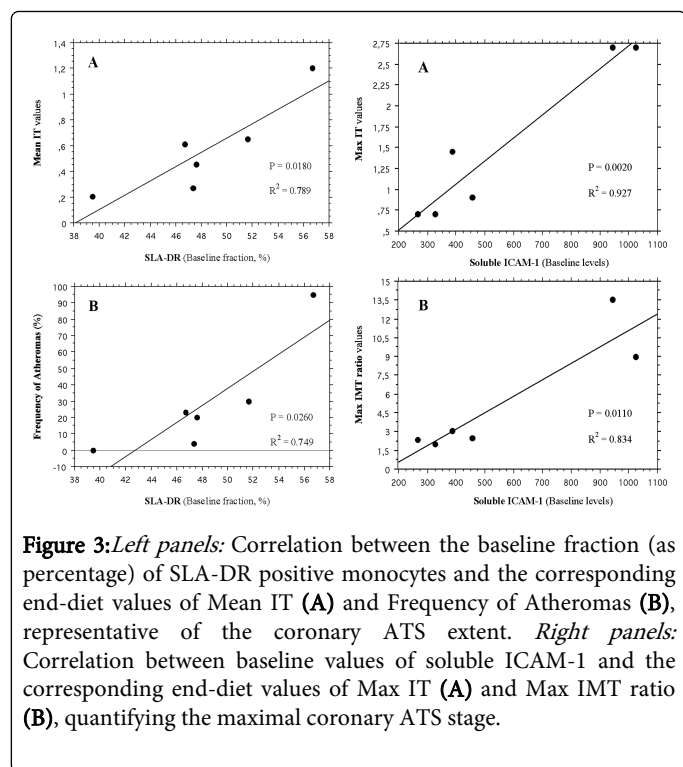 1,4
1,2
1
,8
,6
,4
,2
0
Mean IT values
A
P = 0.0180
R² = 0.789
38 40 42 44 46 48 50 52 54 56 58
SLA-DR (Baseline fraction, %)
2,75
2,5
2,25
2
1,75
1,5
1,25
1
,75
,5
Max IT values
A
P = 0.0020
R² = 0.927
200 300 400 500 600 700 800 900 1000 1100
Soluble ICAM-1 (Baseline levels)
100
90
80
70
60
50
40
30
20
10
0
-10
Frequency of Atheromas (%)
B
P = 0.0260
R² = 0.749
38 40 42 44 46 48 50 52 54 56 58
SLA-DR (Baseline fraction, %)
15
13,5
12
10,5
9
7,5
6
4,5
3
1,5
0
Max IMT ratio values
B
P = 0.0110
R² = 0.834
200 300 400 500 600 700 800 900 1000 1100
Soluble ICAM-1 (Baseline levels)
Figure 3:Left panels: Correlation between the baseline fraction (as
percentage) of SLA-DR positive monocytes and the corresponding
end-diet values of Mean IT (A) and Frequency of Atheromas (B),
representative of the coronary ATS extent. Right panels:
Correlation between baseline values of soluble ICAM-1 and the
corresponding end-diet values of Max IT (A) and Max IMT ratio
(B), quantifying the maximal coronary ATS stage.